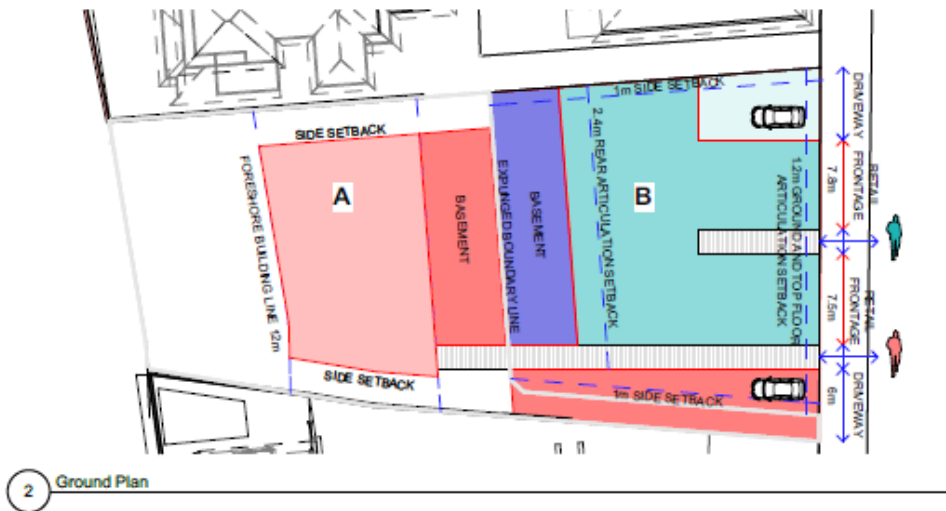 1m SIDE SETBACK
DRIVEWAY
SIDE SETBACK
FORESHORE BUILDING LINE 12m
A
BASEMENT
EXPUNGED BOUNDARY LINE
BASEMENT
2.4m REAR ARTICULATION SETBACK
B
1.2m GROUND AND TOP FLOOR
ARTICULATION SETBACK
7.8m
FRONTAGE
RETAIL
7.5m
FRONTAGE
RETAIL
SIDE SETBACK
1m SIDE SETBACK
6m
DRIVEWAY
2
Ground Plan